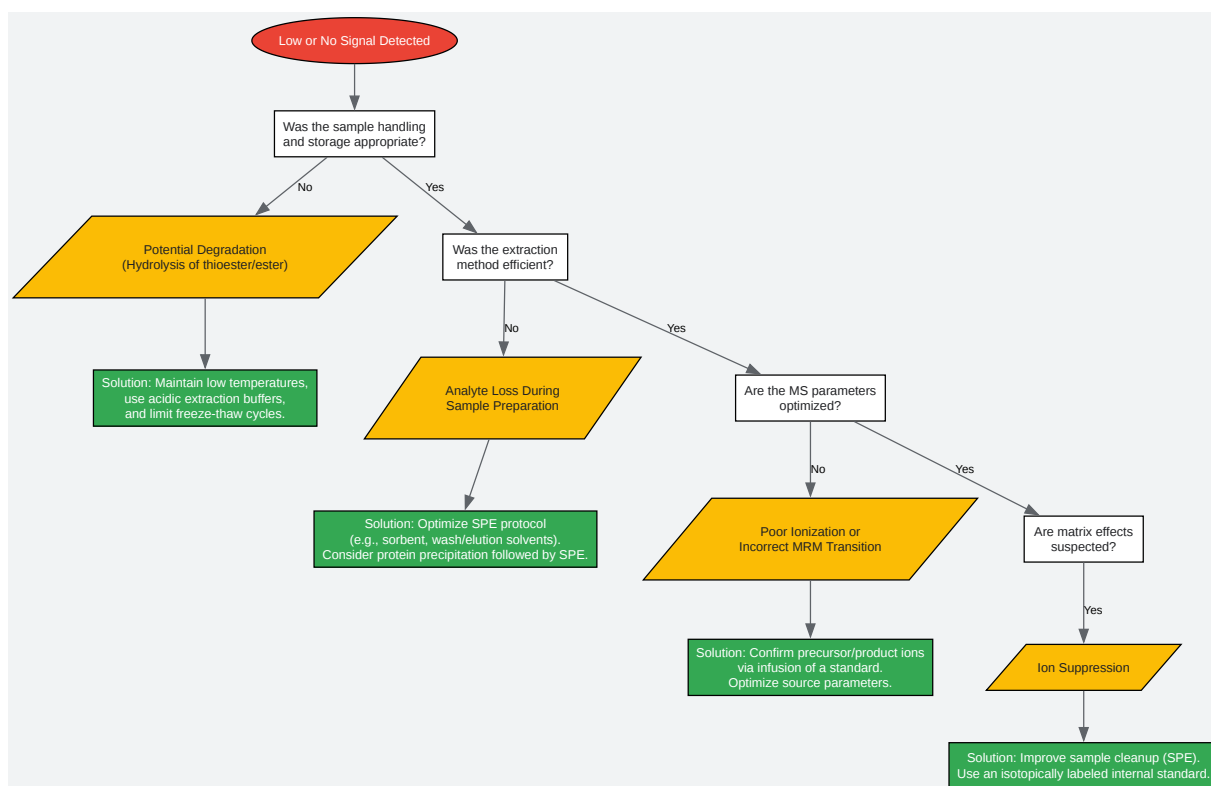 Low or No Signal Detected
Was the sample handling
and storage appropriate?
No
Yes
Potential Degradation
(Hydrolysis of thioester/ester)
Was the extraction
method efficient?
No
Yes
Solution: Maintain low temperatures,
use acidic extraction buffers,
and limit freeze-thaw cycles.
Analyte Loss During
Sample Preparation
Are the MS parameters
optimized?
No
Yes
Solution: Optimize SPE protocol
(e.g., sorbent, wash/elution solvents).
Consider protein precipitation followed by SPE.
Poor Ionization or
Incorrect MRM Transition
Are matrix effects
suspected?
Yes
Solution: Confirm precursor/product ions
via infusion of a standard.
Optimize source parameters.
Ion Suppression
Solution: Improve sample cleanup (SPE).
Use an isotopically labeled internal standard.